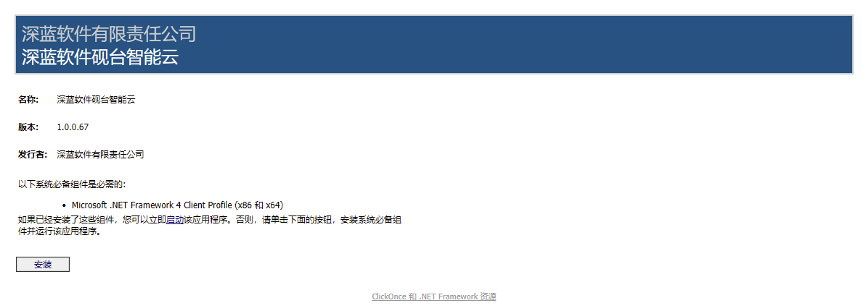 深蓝软件有限责任公司
深蓝软件砚台智能云
名称: 深蓝软件砚台智能云
版本: 1.0.0.67
发行者: 深蓝软件有限责任公司
以下系统必备组件是必需的:
• Microsoft .NET Framework 4 Client Profile (x86 和 x64)
如果已经安装了这些组件，您可以立即启动该应用程序。否则，请单击下面的按钮，安装系统必备组
件并运行该应用程序。
安装
ClickOnce 和 .NET Framework 资源